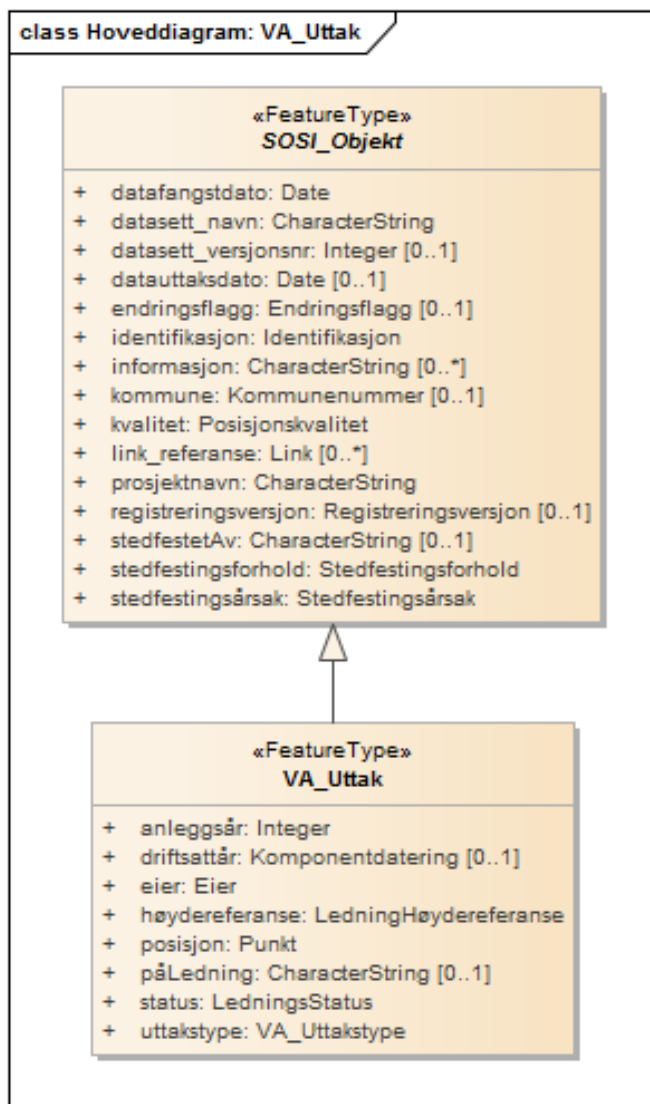 class Hoveddiagram: VA_Uttak
«FeatureType»
SOSI_Objekt
+ datafangstdato: Date
+ datasett_navn: CharacterString
+ datasett_versjonsnr: Integer [0..1]
+ datauttaksdato: Date [0..1]
+ endringsflagg: Endringsflagg [0..1]
+ identifikasjon: Identifikasjon
+ informasjon: CharacterString [0..*]
+ kommune: Kommunenummer [0..1]
+ kvalitet: Posisjonskvalitet
+ link_referanse: Link [0..*]
+ prosjektnavn: CharacterString
+ registreringsversjon: Registreringsversjon [0..1]
+ stedfestetAv: CharacterString [0..1]
+ stedfestingsforhold: Stedfestingsforhold
+ stedfestingsårsak: Stedfestingsårsak
«FeatureType»
VA_Uttak
+ anleggsår: Integer
+ driftsattår: Komponentdatering [0..1]
+ eier: Eier
+ høydereferanse: LedningHøydereferanse
+ posisjon: Punkt
+ påLedning: CharacterString [0..1]
+ status: LedningsStatus
+ uttakstype: VA_Uttakstype